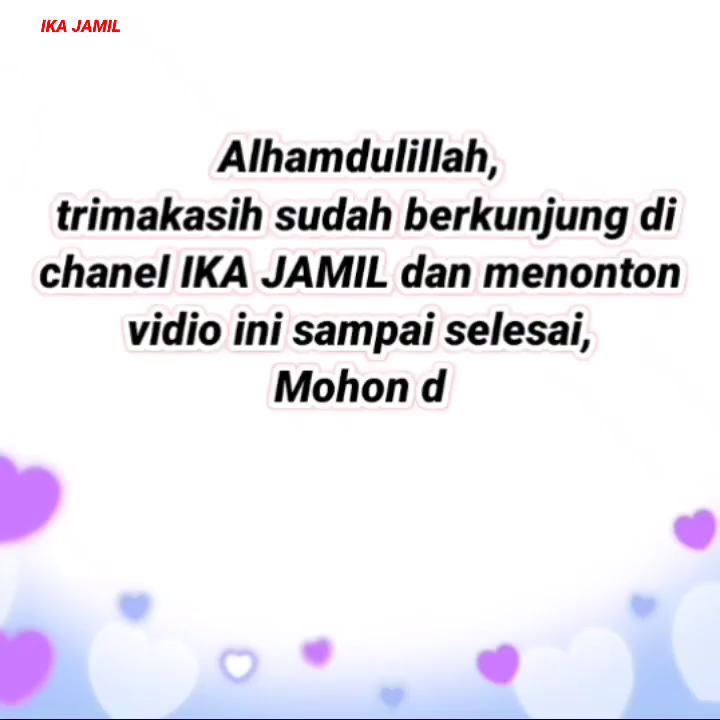 IKA JAMIL
Alhamdulillah,
trimakasih sudah berkunjung di
chanel IKA JAMIL dan menonton
vidio ini sampai selesai,
Mohon d